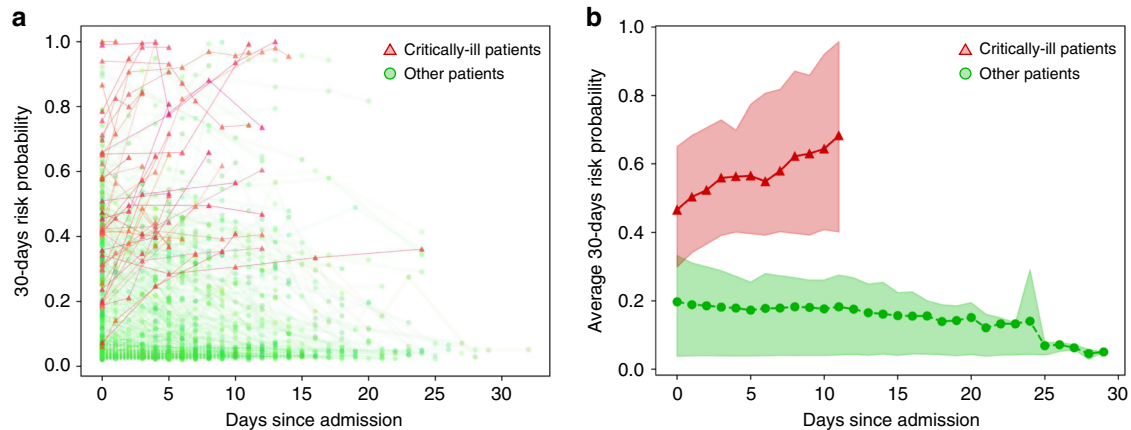 a
1.0
0.8
0.6
0.4
0.2
0.0
30-days risk probability
0
5
10
15
20
25
30
Days since admission
Critically-ill patients
Other patients
b
1.0
0.8
0.6
0.4
0.2
0.0
Average 30-days risk probability
0
5
10
15
20
25
30
Days since admission
Critically-ill patients
Other patients